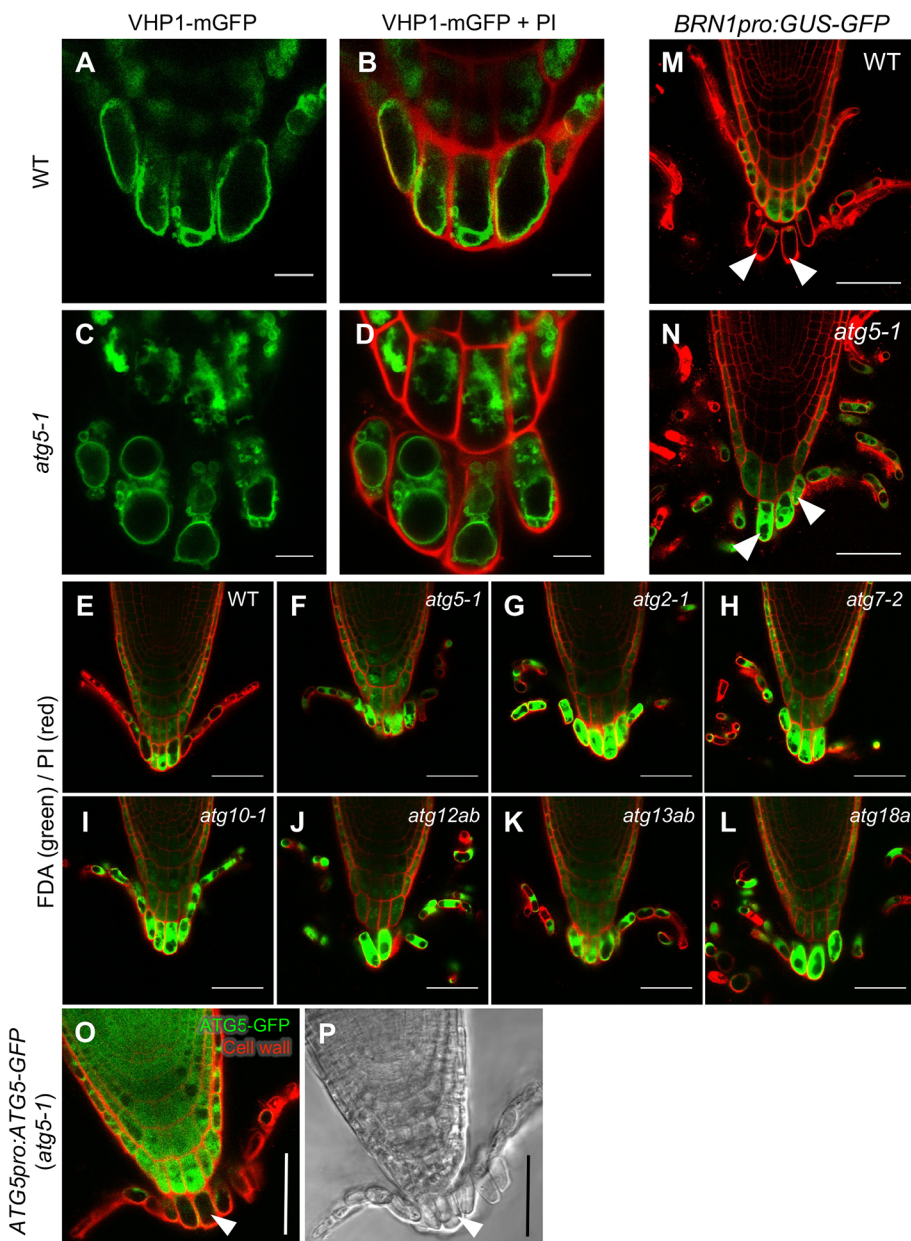 VHP1-mGFP
VHP1-mGFP + PI
BRN1pro:GUS-GFP
WT
A
B
M
WT
atg5-1
C
D
N
atg5-1
FDA (green) / PI (red)
E
WT
F
atg5-1
G
atg2-1
H
atg7-2
I
atg10-1
J
atg12ab
K
atg13ab
L
atg18a
ATG5pro:ATG5-GFP
(atg5-1)
O
ATG5-GFP
Cell wall
P